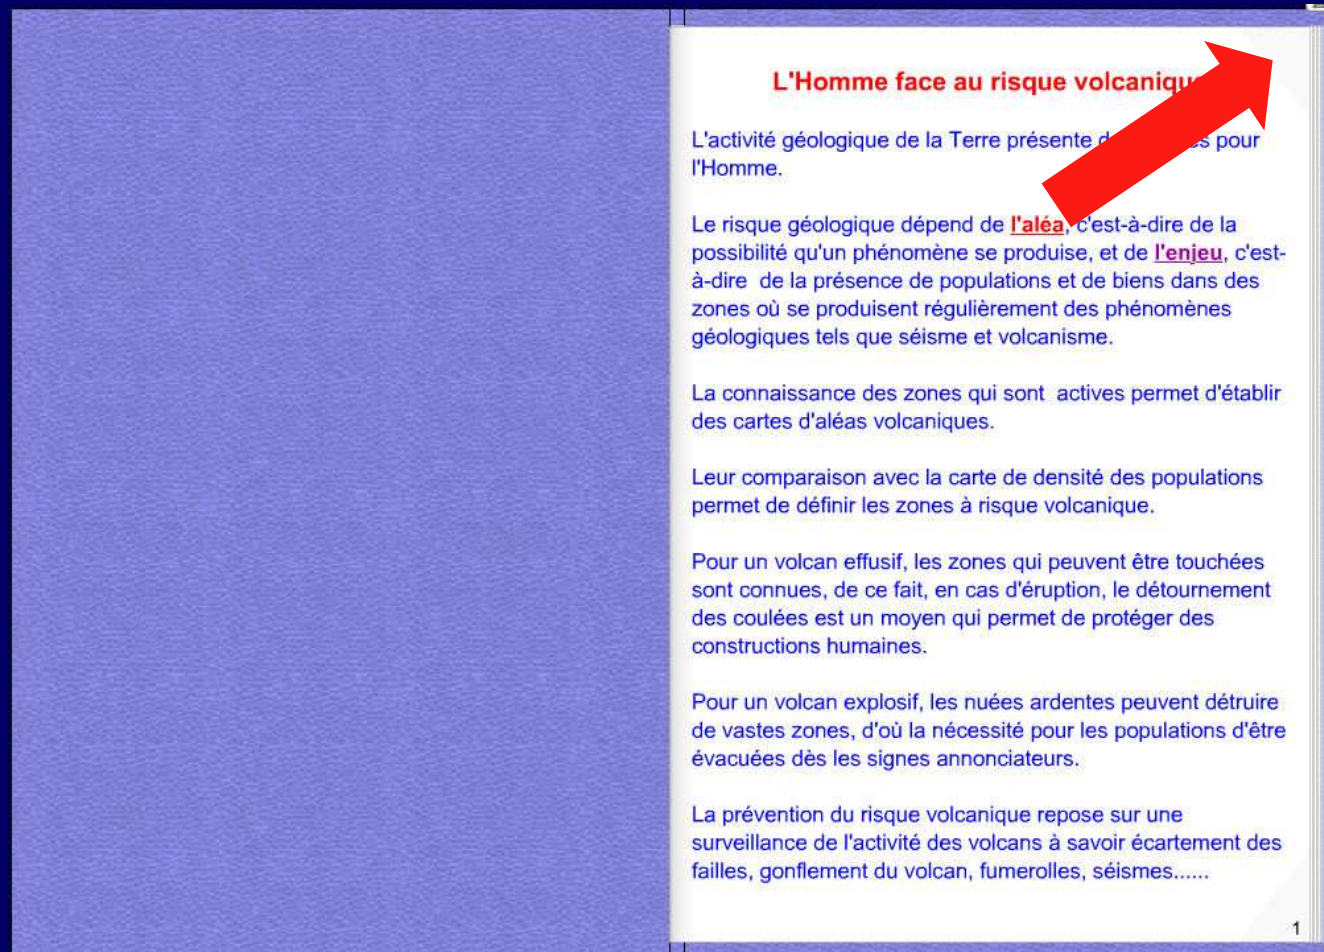 L'Homme face au risque
L'activité géologique de la Terre présente pour
l'Homme.
Le risque géologique dépend de l'aléa, c'est-à-dire de la
possibilité qu'un phénomène se produise, et de l'enjeu, c'est-
à-dire de la présence de populations et de biens dans des
zones où se produisent régulièrement des phénomènes
géologiques tels que séisme et volcanisme.
La connaissance des zones qui sont actives permet d'établir
des cartes d'aléas volcaniques.
Leur comparaison avec la carte de densité des populations
permet de définir les zones à risque volcanique.
Pour un volcan effusif, les zones qui peuvent être touchées
sont connues, de ce fait, en cas d'éruption, le détournement
des coulées est un moyen qui permet de protéger des
constructions humaines.
Pour un volcan explosif, les nuées ardentes peuvent détruire
de vastes zones, d'où la nécessité pour les populations d'être
évacuées dès les signes annonciateurs.
La prévention du risque volcanique repose sur une
surveillance de l'activité des volcans à savoir écartement des
failles, gonflement du volcan, fumerolles, séismes......
1